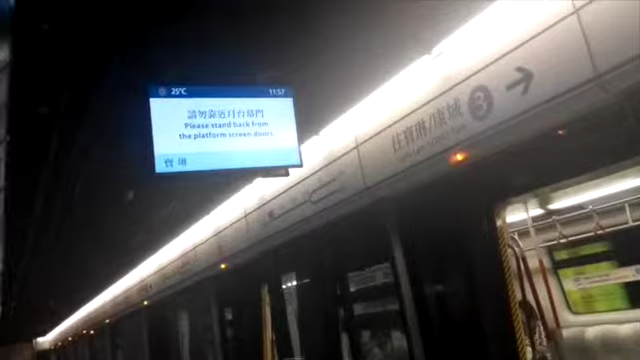 25℃ 11:57
請勿靠近月台幕門
Please stand back from
the platform screen doors
寶琳
往寶琳/康城 3